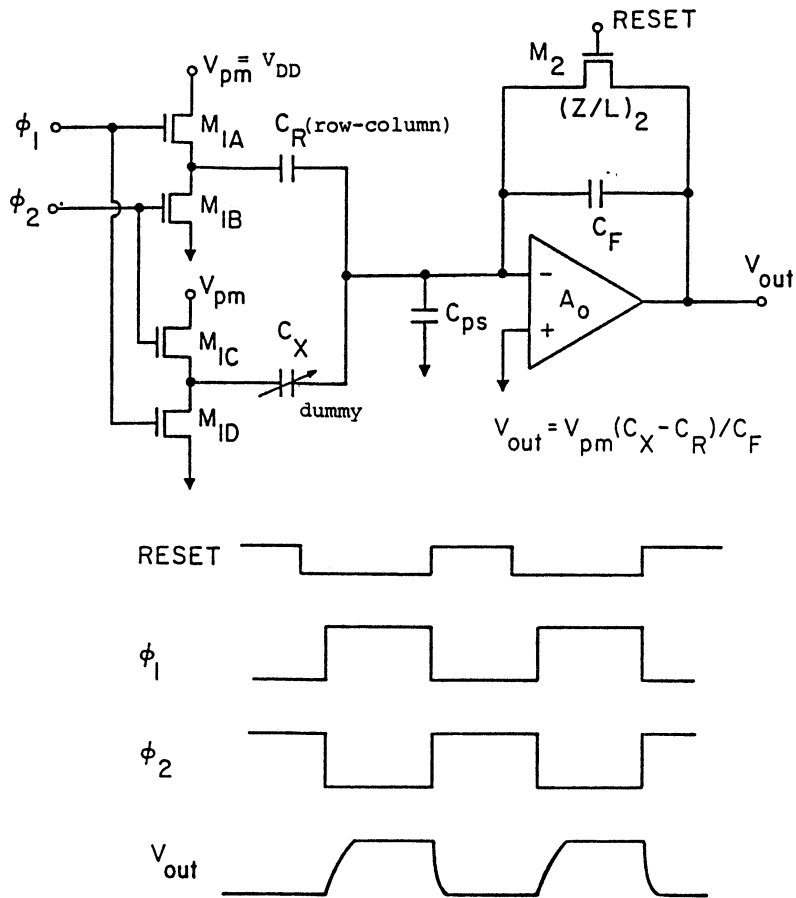 RESET
M2
(Z/L)2
Vpm = VDD
ϕ1
M1A
CR (row-column)
ϕ2
M1B
CF
Vpm
Vout
A0
-
+
Cps
M1C
CX
dummy
M1D
Vout = Vpm(CX - CR)/CF
RESET
ϕ1
ϕ2
Vout